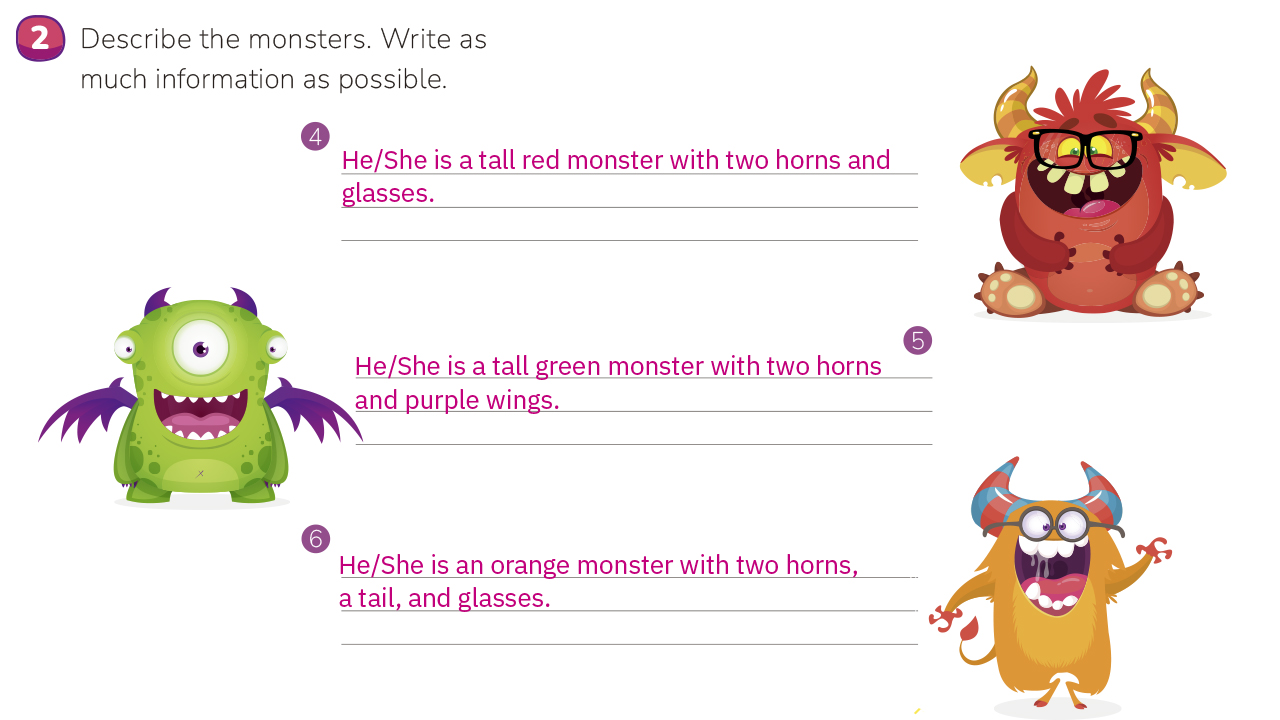 2
Describe the monsters. Write as
much information as possible.
4
He/She is a tall red monster with two horns and
glasses.
5
He/She is a tall green monster with two horns
and purple wings.
6
He/She is an orange monster with two horns,
a tail, and glasses.